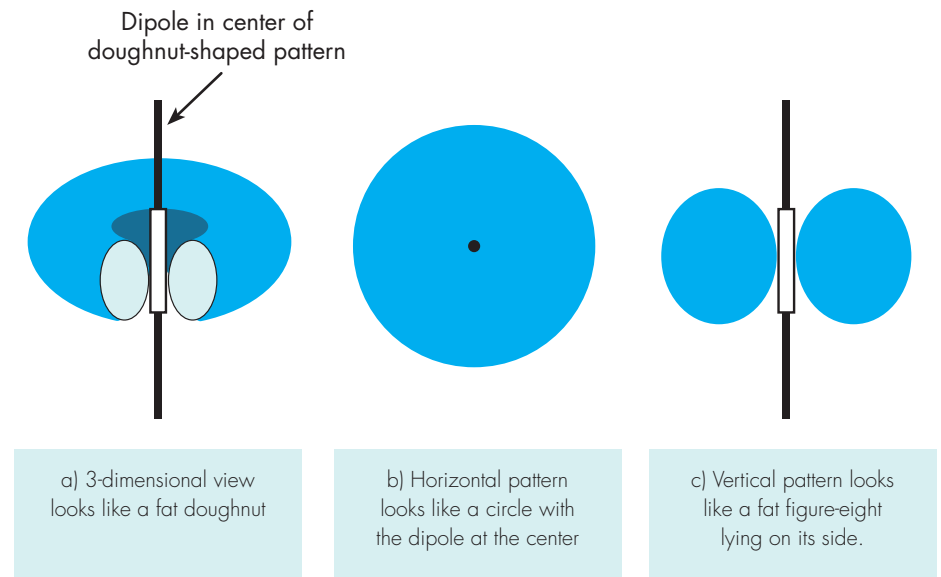 Dipole in center of
doughnut-shaped pattern
a) 3-dimensional view
looks like a fat doughnut
b) Horizontal pattern
looks like a circle with
the dipole at the center
c) Vertical pattern looks
like a fat figure-eight
lying on its side.